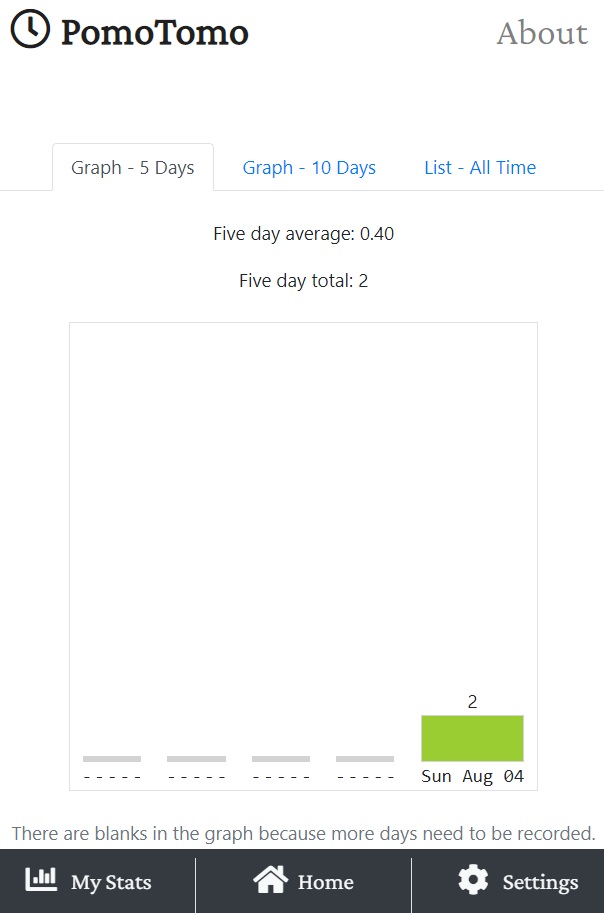 PomoTomo
About
Graph - 5 Days
Graph - 10 Days
List - All Time
Five day average: 0.40
Five day total: 2
2
- - - - -
- - - - -
- - - - -
- - - - -
Sun Aug 04
There are blanks in the graph because more days need to be recorded.
My Stats
Home
Settings